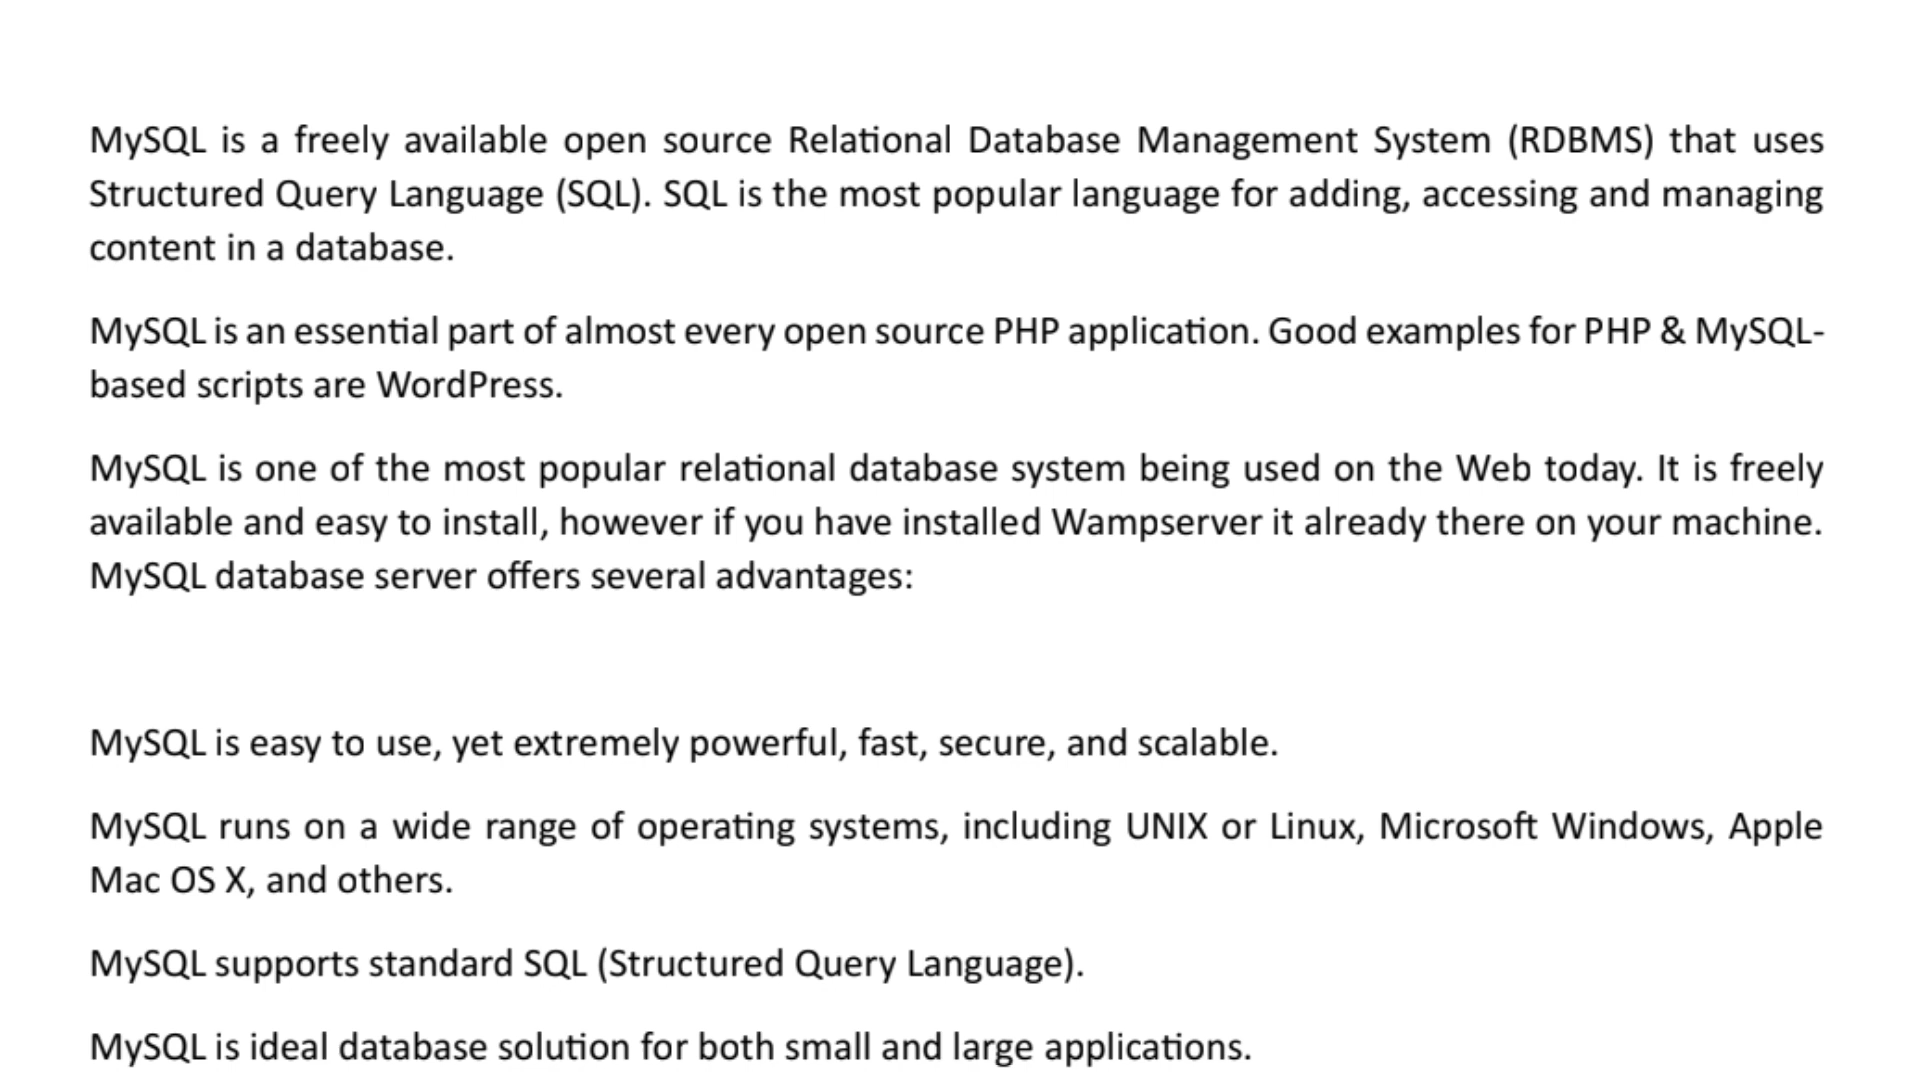 MySQL is a freely available open source Relational Database Management System (RDBMS) that uses
Structured Query Language (SQL). SQL is the most popular language for adding, accessing and managing
content in a database.
MySQL is an essential part of almost every open source PHP application. Good examples for PHP & MySQL-
based scripts are WordPress.
MySQL is one of the most popular relational database system being used on the Web today. It is freely
available and easy to install, however if you have installed Wampserver it already there on your machine.
MySQL database server offers several advantages:
MySQL is easy to use, yet extremely powerful, fast, secure, and scalable.
MySQL runs on a wide range of operating systems, including UNIX or Linux, Microsoft Windows, Apple
Mac OS X, and others.
MySQL supports standard SQL (Structured Query Language).
MySQL is ideal database solution for both small and large applications.